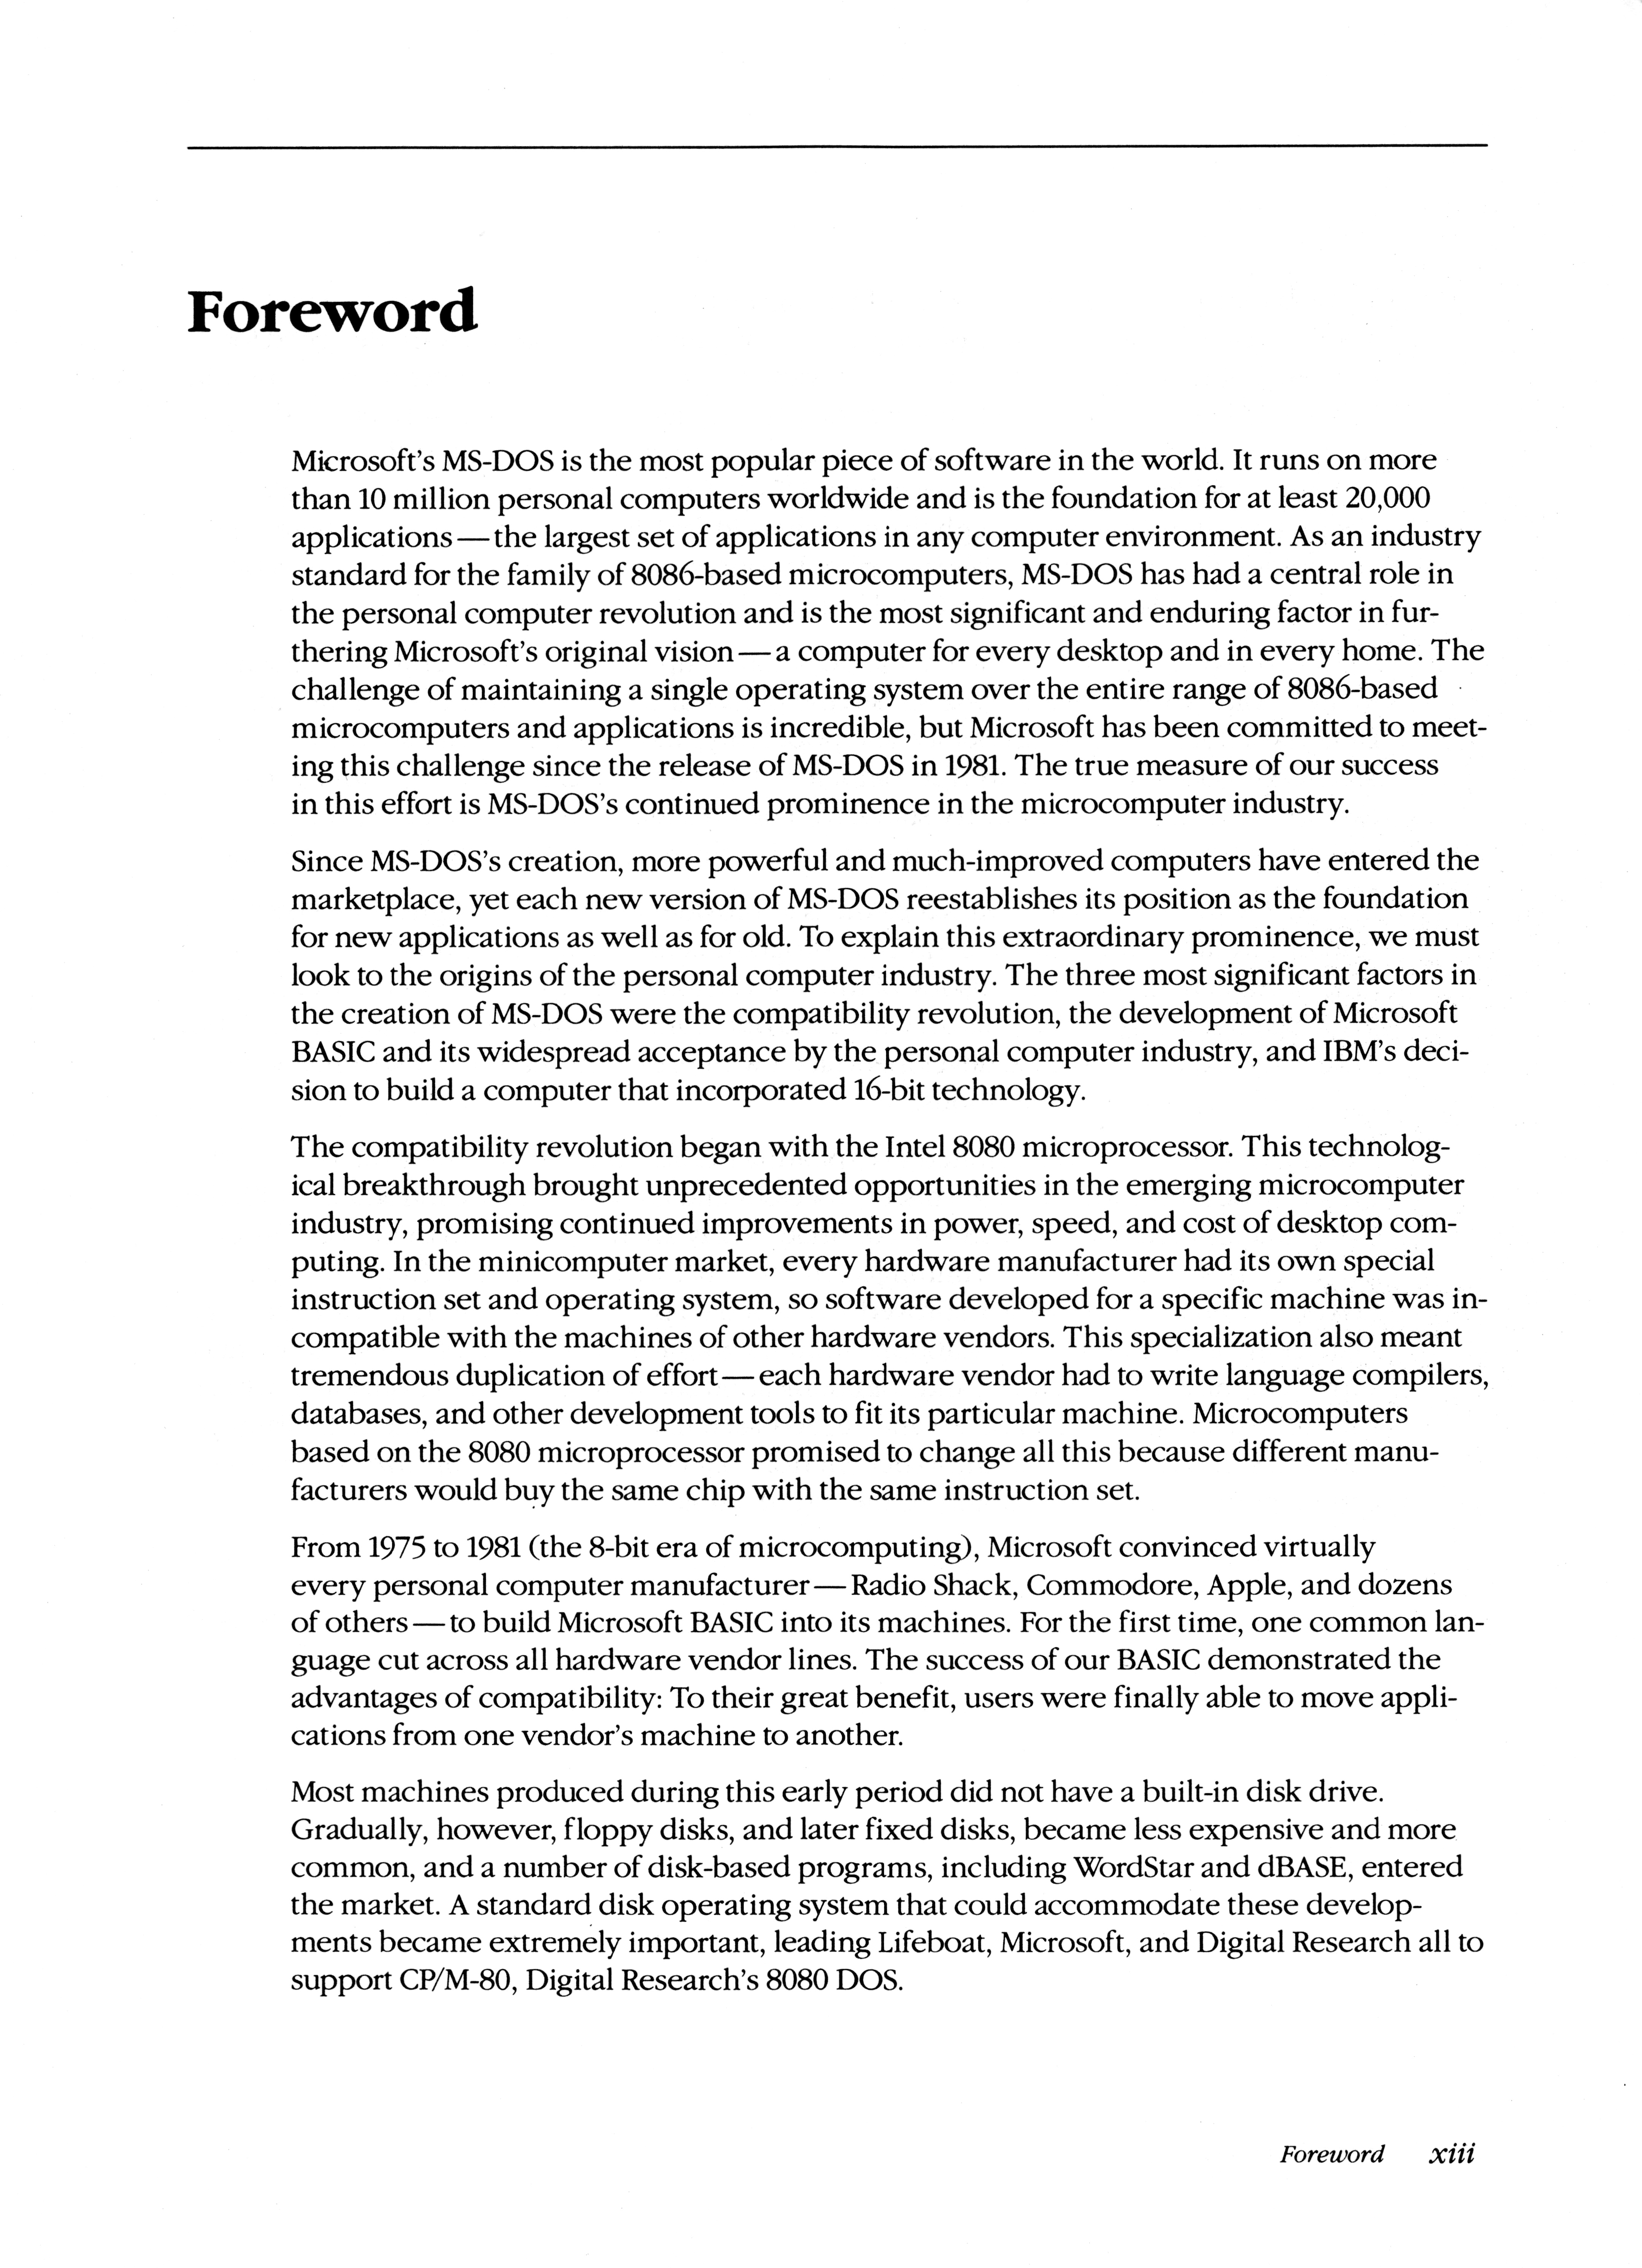 Foreword
Microsoft's MS-DOS is the most popular piece of software in the world. It runs on more
than 10 million personal computers worldwide and is the foundation for at least 20,000
applications — the largest set of applications in any computer environment. As an industry
standard for the family of 8086-based microcomputers, MS-DOS has had a central role in
the personal computer revolution and is the most significant and enduring factor in fur-
thering Microsoft's original vision — a computer for every desktop and in every home. The
challenge of maintaining a single operating system over the entire range of 8086-based
microcomputers and applications is incredible, but Microsoft has been committed to meet-
ing this challenge since the release of MS-DOS in 1981. The true measure of our success
in this effort is MS-DOS's continued prominence in the microcomputer industry.
Since MS-DOS's creation, more powerful and much-improved computers have entered the
marketplace, yet each new version of MS-DOS reestablishes its position as the foundation
for new applications as well as for old. To explain this extraordinary prominence, we must
look to the origins of the personal computer industry. The three most significant factors in
the creation of MS-DOS were the compatibility revolution, the development of Microsoft
BASIC and its widespread acceptance by the personal computer industry, and IBM's deci-
sion to build a computer that incorporated 16-bit technology.
The compatibility revolution began with the Intel 8080 microprocessor. This technolog-
ical breakthrough brought unprecedented opportunities in the emerging microcomputer
industry, promising continued improvements in power, speed, and cost of desktop com-
puting. In the minicomputer market, every hardware manufacturer had its own special
instruction set and operating system, so software developed for a specific machine was in-
compatible with the machines of other hardware vendors. This specialization also meant
tremendous duplication of effort — each hardware vendor had to write language compilers,
databases, and other development tools to fit its particular machine. Microcomputers
based on the 8080 microprocessor promised to change all this because different manu-
facturers would buy the same chip with the same instruction set.
From 1975 to 1981 (the 8-bit era of microcomputing), Microsoft convinced virtually
every personal computer manufacturer — Radio Shack, Commodore, Apple, and dozens
of others — to build Microsoft BASIC into its machines. For the first time, one common lan-
guage cut across all hardware vendor lines. The success of our BASIC demonstrated the
advantages of compatibility: To their great benefit, users were finally able to move appli-
cations from one vendor's machine to another.
Most machines produced during this early period did not have a built-in disk drive.
Gradually, however, floppy disks, and later fixed disks, became less expensive and more
common, and a number of disk-based programs, including WordStar and dBASE, entered
the market. A standard disk operating system that could accommodate these develop-
ments became extremely important, leading Lifeboat, Microsoft, and Digital Research all to
support CP/M-80, Digital Research's 8080 DOS.
Foreword xiii